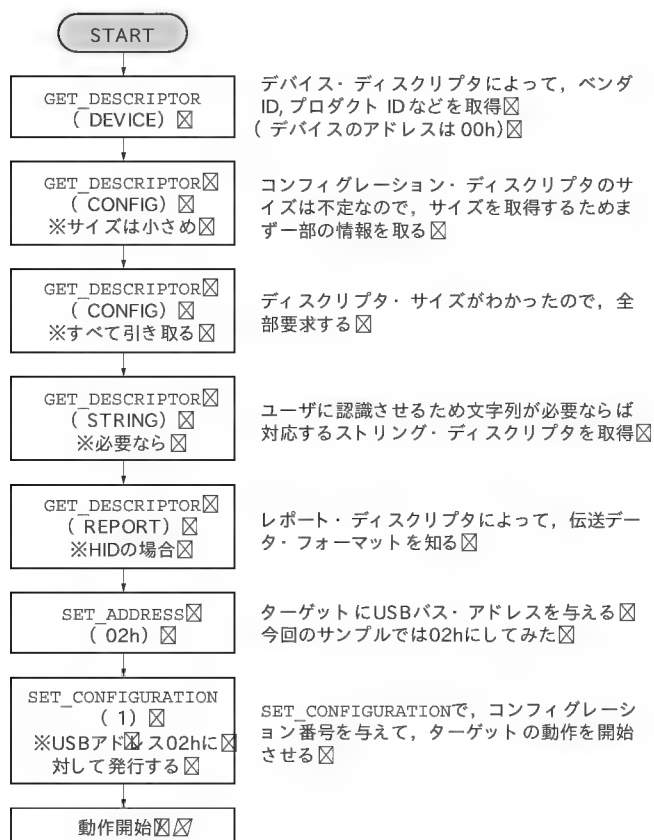 START
GET_DESCRIPTOR
( DEVICE)
デバイス・ディスクリプタによって，ベンダ
ID, プロダクト IDなどを取得
( デバイスのアドレスは 00h)
GET_DESCRIPTOR
( CONFIG)
※サイズは小さめ
コンフィグレーション・ディスクリプタのサ
イズは不定なので，サイズを取得するためま
ず一部の情報を取る
GET_DESCRIPTOR
( CONFIG)
※すべて引き取る
ディスクリプタ・サイズがわかったので，全
部要求する
GET_DESCRIPTOR
( STRING)
※必要なら
ユーザに認識させるため文字列が必要ならば
対応するストリング・ディスクリプタを取得
GET_DESCRIPTOR
( REPORT)
※HIDの場合
レポート・ディスクリプタによって，伝送デー
タ・フォーマットを知る
SET_ADDRESS
( 02h)
ターゲットにUSBバス・アドレスを与える
今回のサンプルでは02hにしてみた
SET_CONFIGURATION
( 1)
※USBアドレス02hに
対して発行する
SET_CONFIGURATIONで，コンフィグレーシ
ョン番号を与えて，ターゲットの動作を開始
させる
動作開始